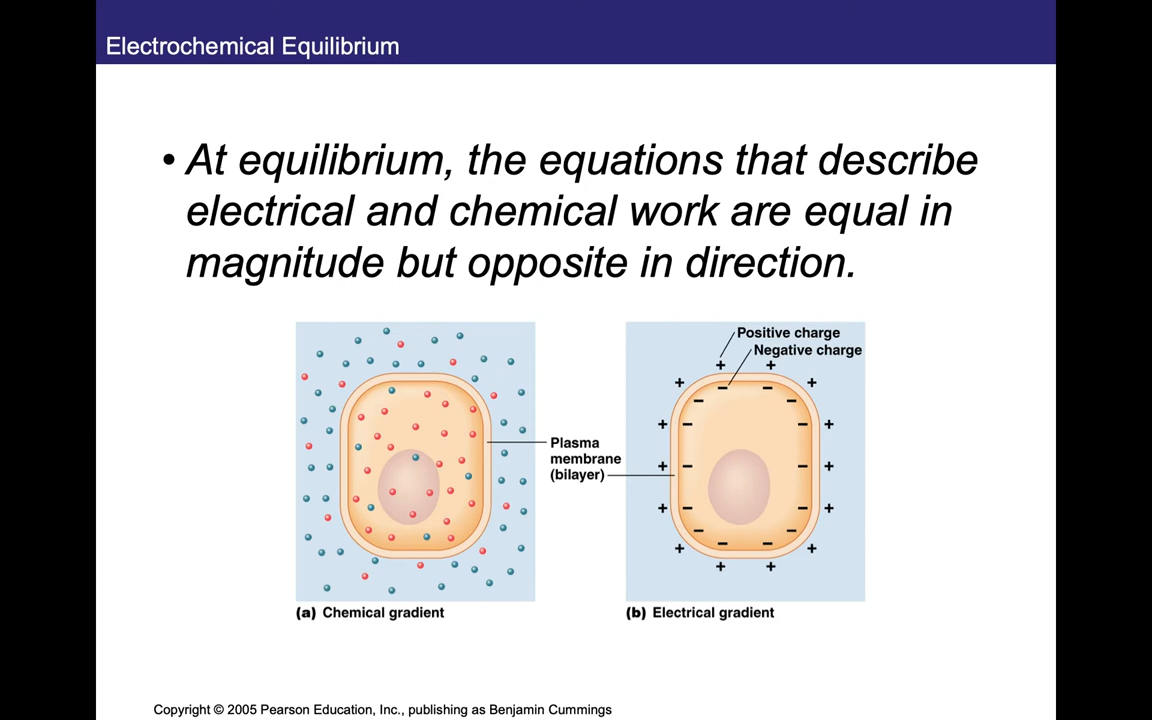 Electrochemical Equilibrium
• At equilibrium, the equations that describe
electrical and chemical work are equal in
magnitude but opposite in direction.
Positive charge
Negative charge
Plasma
membrane
(bilayer)
(a) Chemical gradient
(b) Electrical gradient
Copyright © 2005 Pearson Education, Inc., publishing as Benjamin Cummings